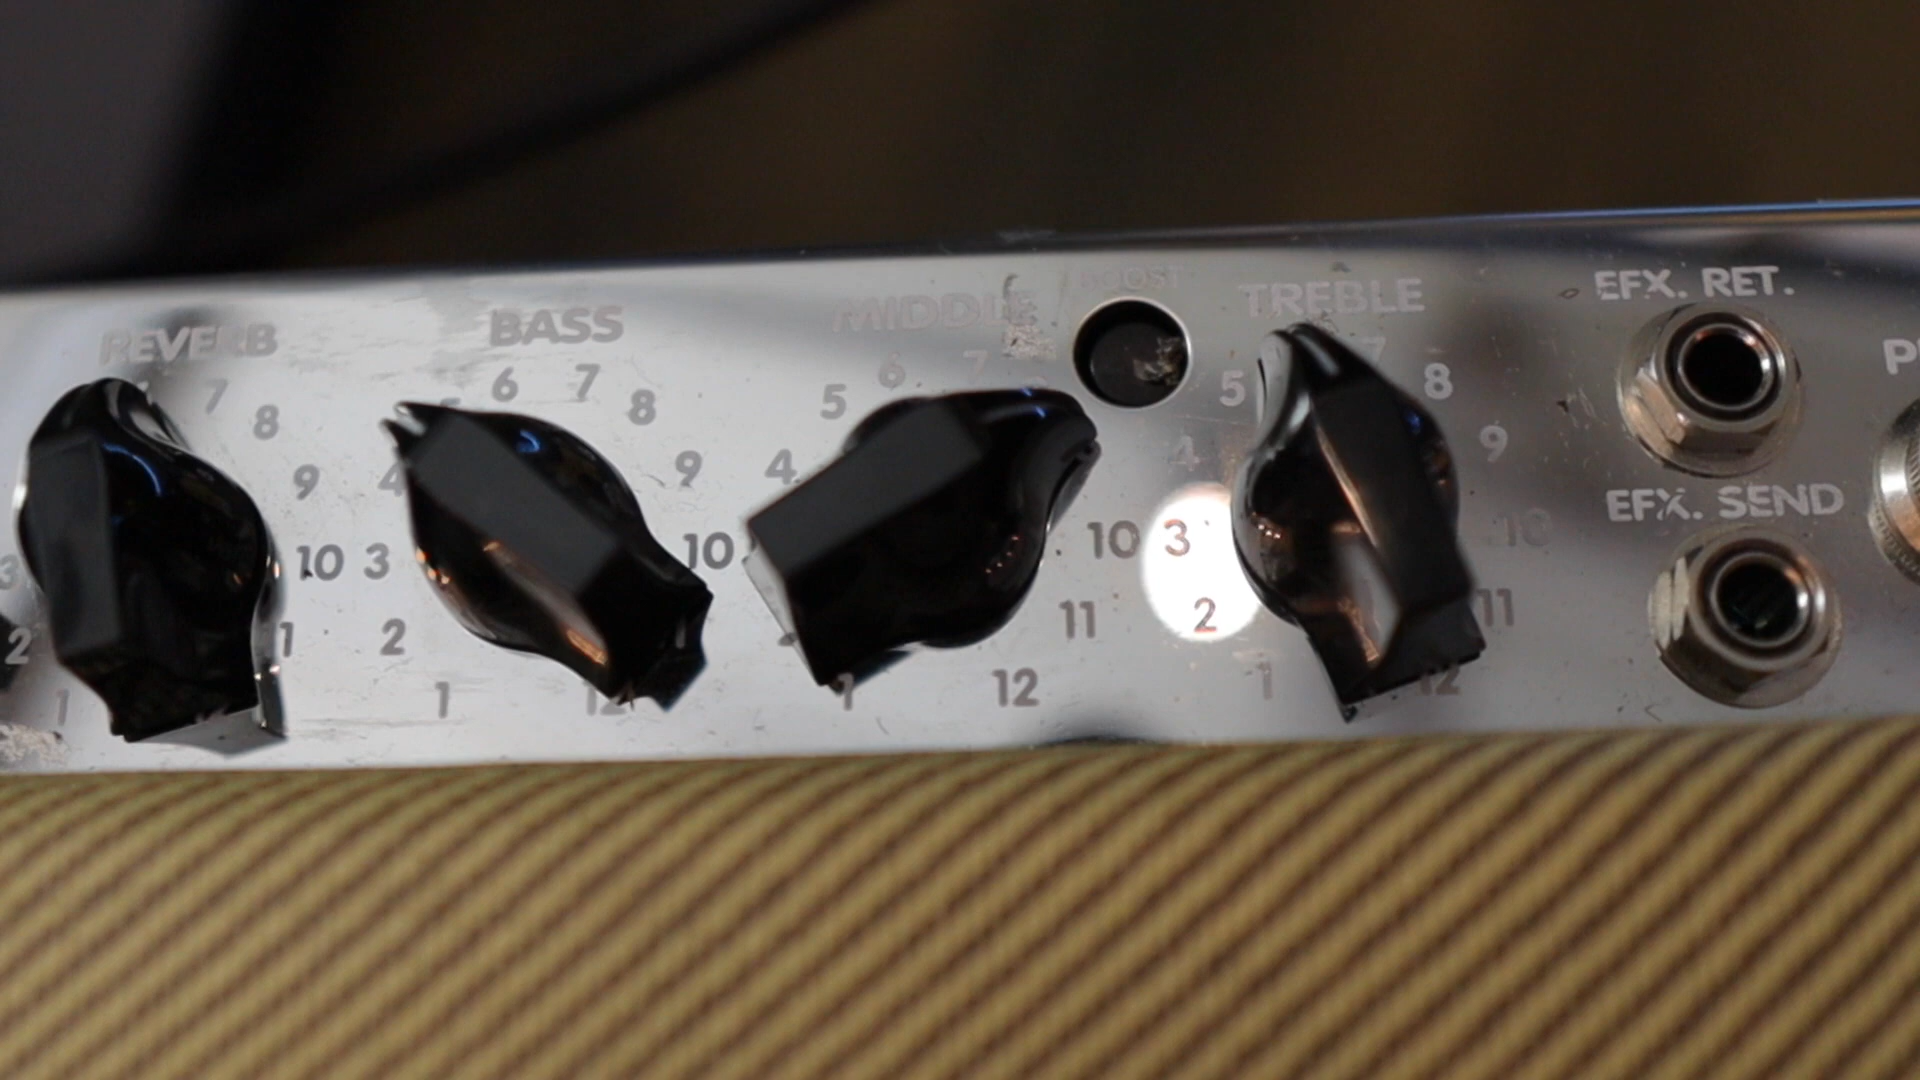 REVERB BASS MIDDLE BOOST TREBLE EFX. RET.
7 8 9 10 3 2 1
6 7 8 9 10 4 3 2 1 12
6 7 5 4 10 11 12 1
5 7 8 4 9 3 10 2 11 1 12
EFX. SEND